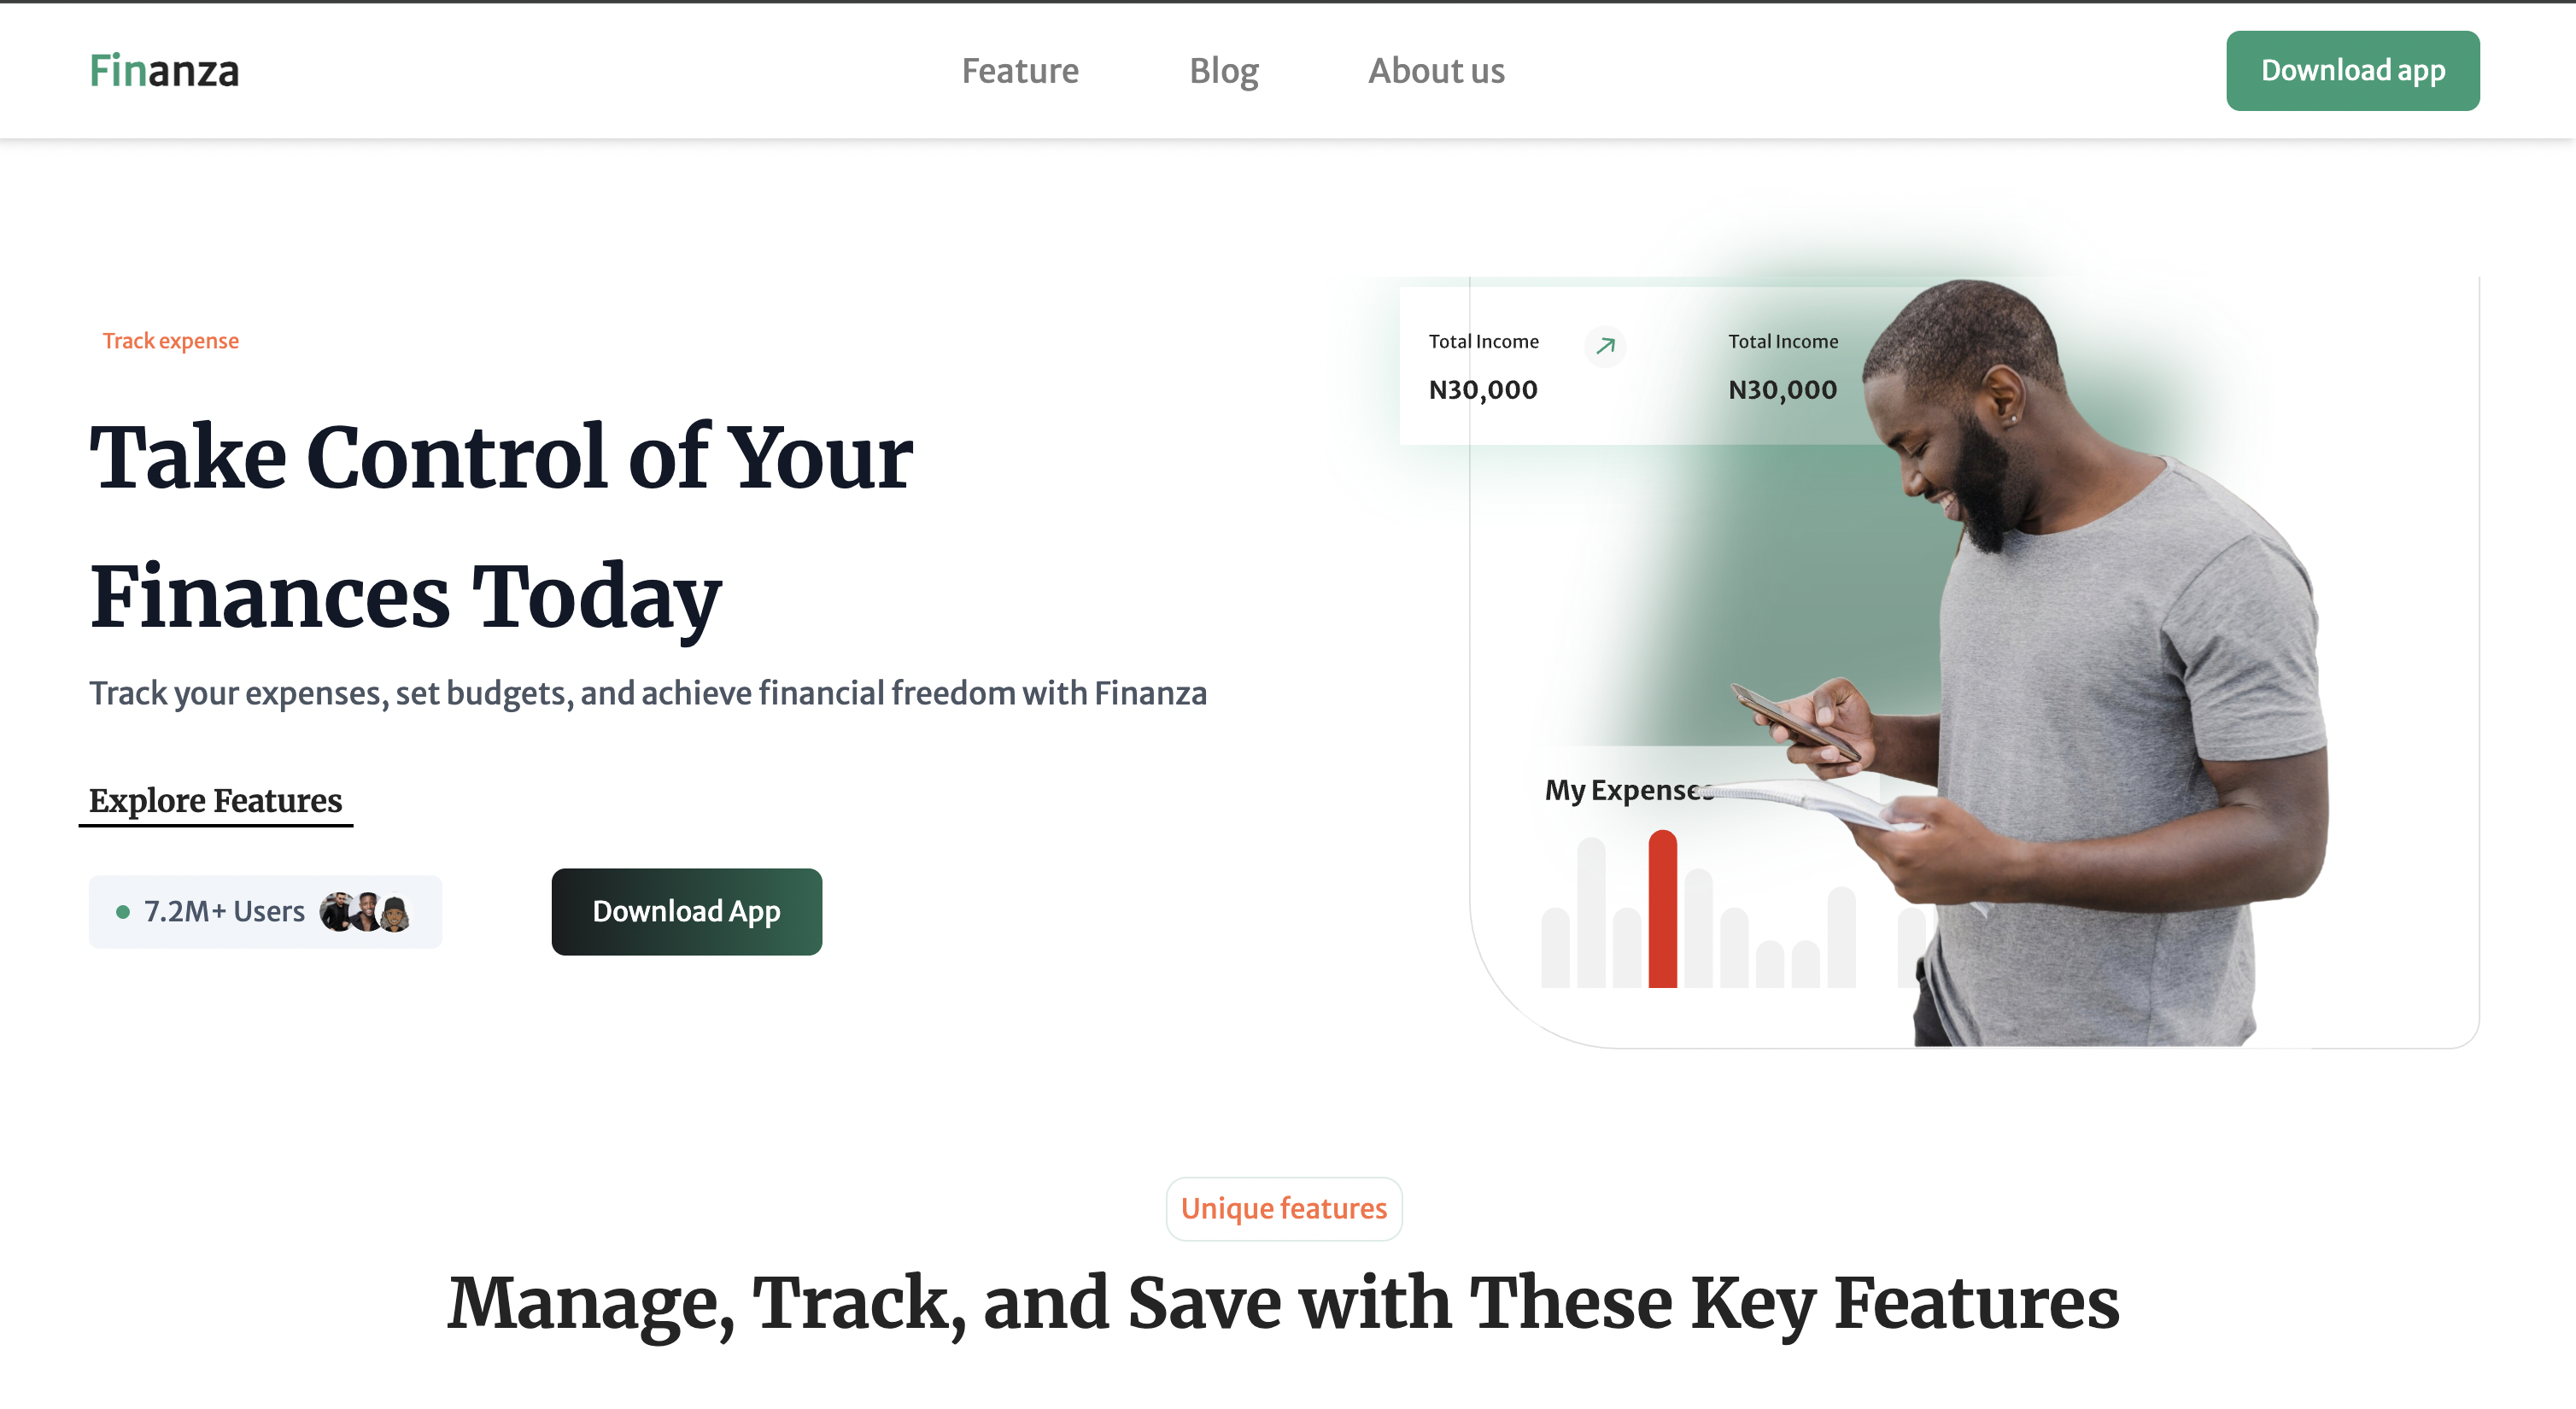 Finanza
Feature
Blog
About us
Download app
Track expense
Take Control of Your
Finances Today
Track your expenses, set budgets, and achieve financial freedom with Finanza
Explore Features
7.2M+ Users
Download App
Total Income
N30,000
Total Income
N30,000
My Expenses
Unique features
Manage, Track, and Save with These Key Features